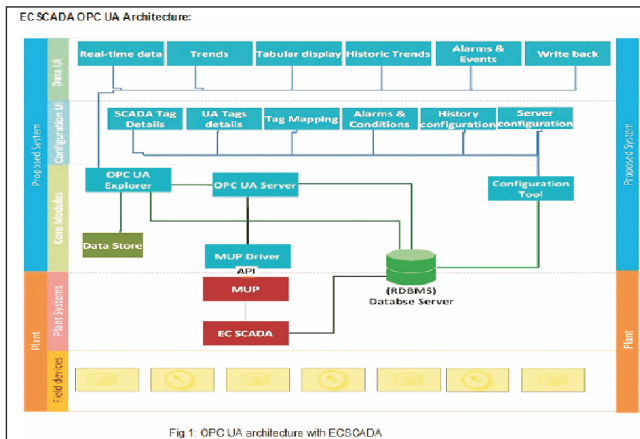 ECSCADA OPC UA Architecture:
Real-time data
Trends
Tabular display
Historic Trends
Alarms &
Events
Write back
SCADA Tag
Details
UA Tags
details
Tag Mapping
Alarms &
Conditions
History
configuration
Server
configuration
OPC UA
Explorer
OPC UA Server
Configuration
Tool
Data Store
MUP Driver
API
MUP
EC SCADA
(RDBMS)
Databse Server
Proposed System
Plant
Data UI
Configuration UI
Core Modules
Plant Systems
Field devices
Proposed System
Plant
Fig 1: OPC UA architecture with ECSCADA